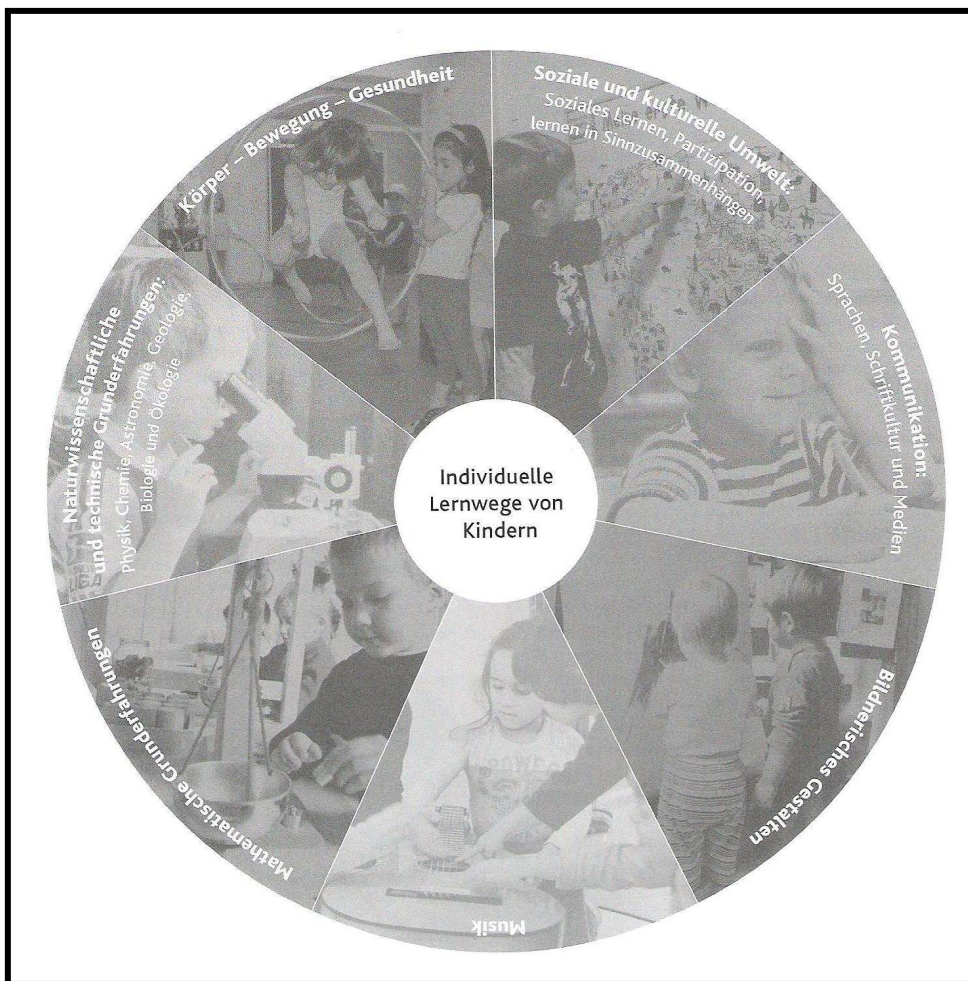 Körper – Bewegung – Gesundheit
Soziale und kulturelle Umwelt:
Soziales Lernen, Partizipation,
lernen in Sinnzusammenhängen
Kommunikation:
Sprachen, Schriftkultur und Medien
Bildnerisches Gestalten
Musik
Mathematische Grunderfahrungen
Naturwissenschaftliche
und technische Grunderfahrungen:
Physik, Chemie, Astronomie, Geologie,
Biologie und Ökologie
Individuelle
Lernwege von
Kindern